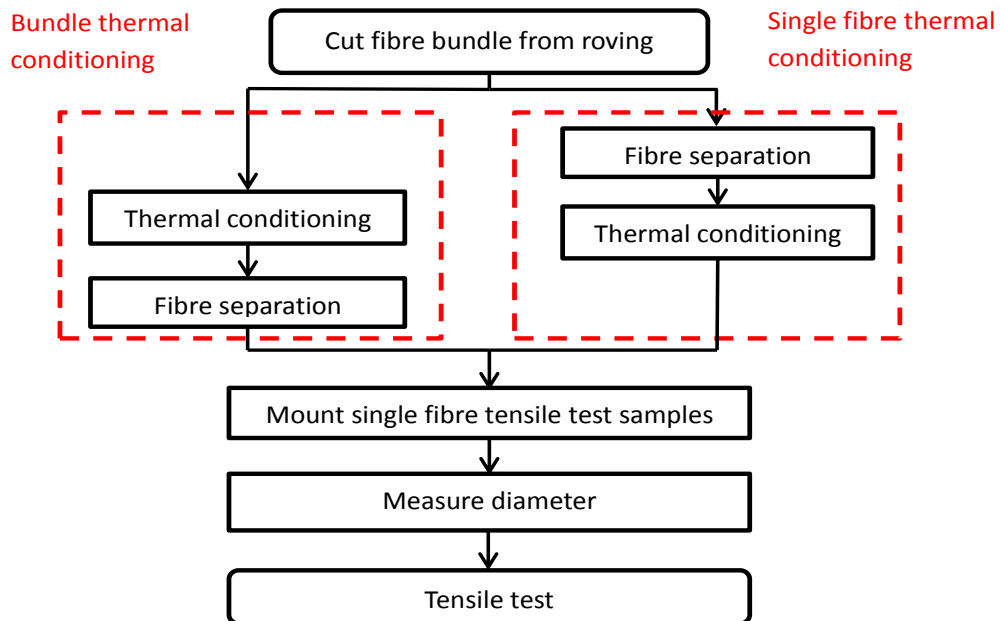 Bundle thermal
conditioning
Cut fibre bundle from roving
Single fibre thermal
conditioning
Fibre separation
Thermal conditioning
Thermal conditioning
Fibre separation
Mount single fibre tensile test samples
Measure diameter
Tensile test